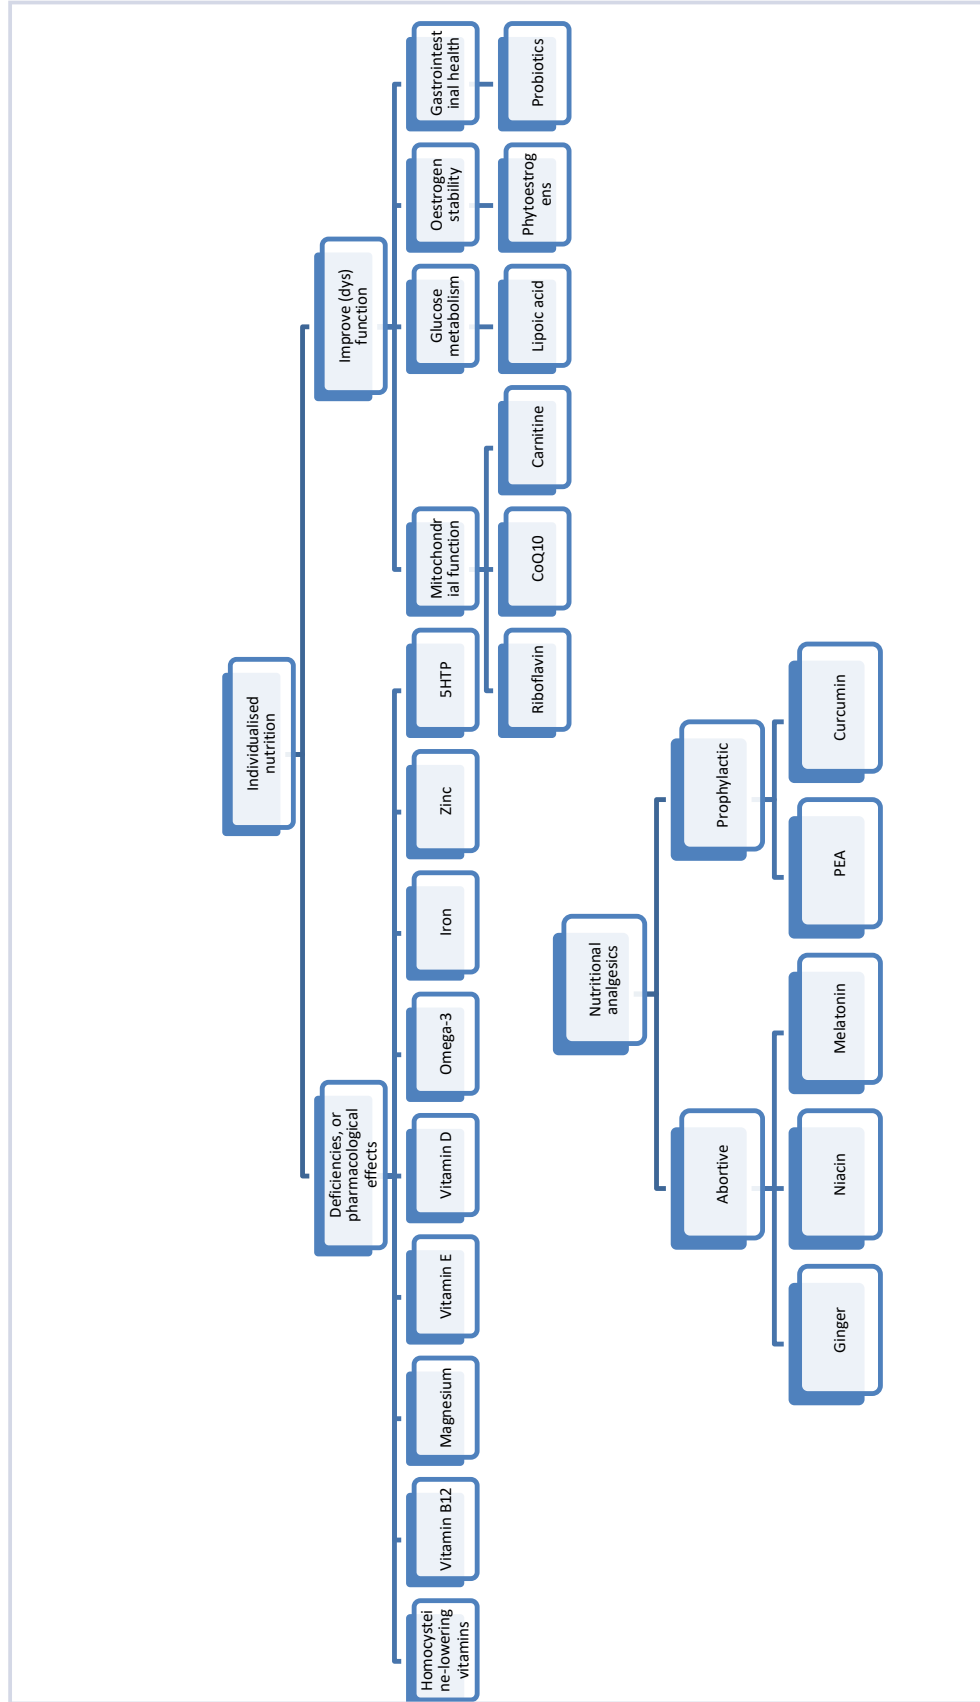 Individualised
nutrition
Deficiencies, or
pharmacological
effects
Improve (dys)
function
Homocystei
ne-lowering
vitamins
Vitamin B12
Magnesium
Vitamin E
Vitamin D
Omega-3
Iron
Zinc
5HTP
Mitochondr
ial function
Glucose
metabolism
Oestrogen
stability
Gastrointest
inal health
Riboflavin
CoQ10
Carnitine
Lipoic acid
Phytoestrog
ens
Probiotics
Nutritional
analgesics
Abortive
Prophylactic
Ginger
Niacin
Melatonin
PEA
Curcumin